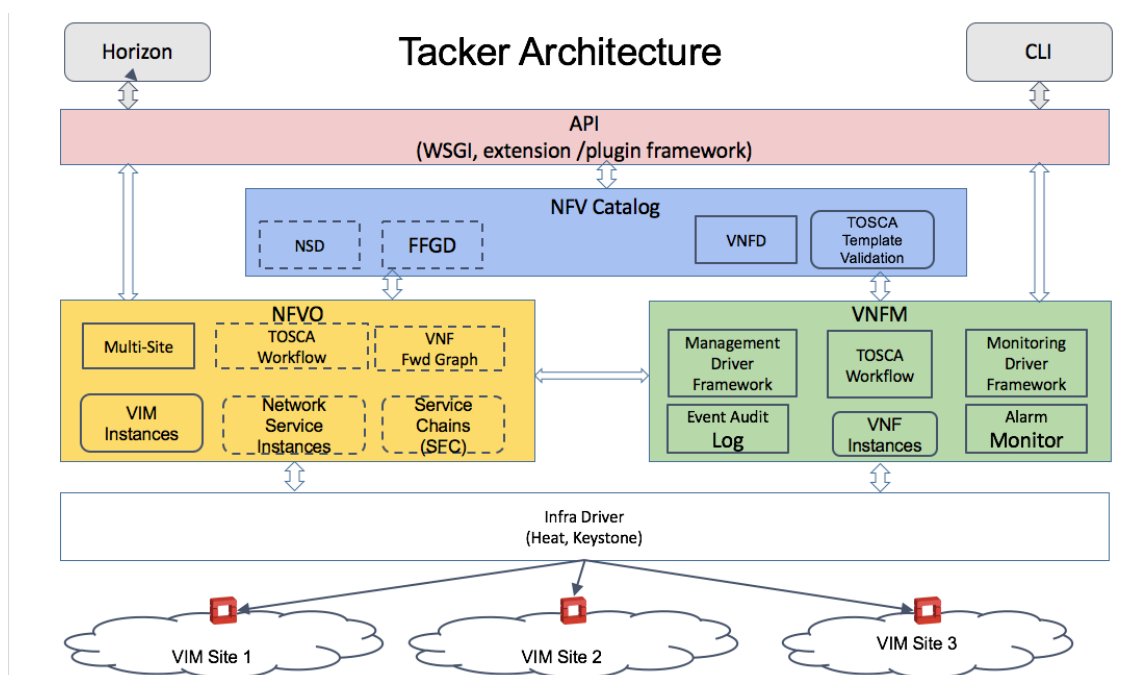 Horizon
Tacker Architecture
CLI
API
(WSGI, extension /plugin framework)
NFV Catalog
NSD
FFGD
VNFD
TOSCA
Template
Validation
NFVO
Multi-Site
TOSCA
Workflow
VNF
Fwd Graph
VIM
Instances
Network
Service
Instances
Service
Chains
(SEC)
VNFM
Management
Driver
Framework
TOSCA
Workflow
Monitoring
Driver
Framework
Event Audit
Log
VNF
Instances
Alarm
Monitor
Infra Driver
(Heat, Keystone)
VIM Site 1
VIM Site 2
VIM Site 3